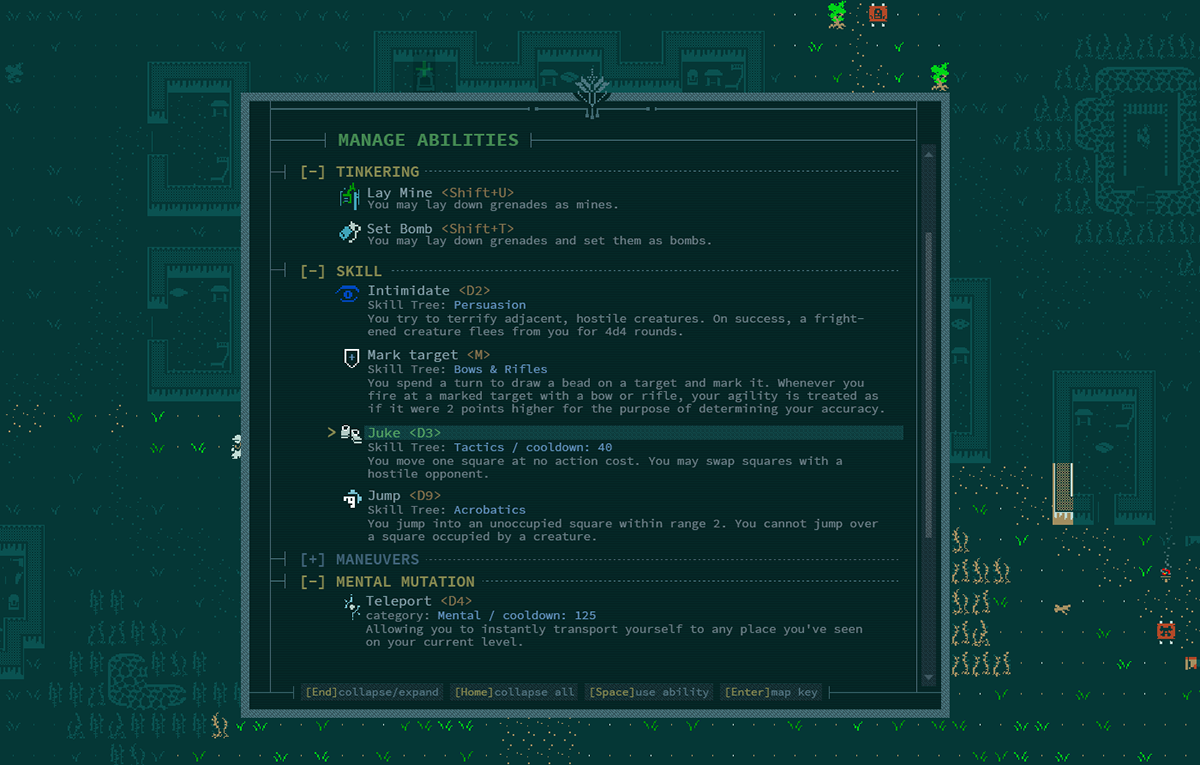 MANAGE ABILITIES
[-] TINKERING
Lay Mine <Shift+U>
You may lay down grenades as mines.
Set Bomb <Shift+T>
You may lay down grenades and set them as bombs.
[-] SKILL
Intimidate <D2>
Skill Tree: Persuasion
You try to terrify adjacent, hostile creatures. On success, a fright-
ened creature flees from you for 4d4 rounds.
Mark target <M>
Skill Tree: Bows & Rifles
You spend a turn to draw a bead on a target and mark it. Whenever you
fire at a marked target with a bow or rifle, your agility is treated as
if it were 2 points higher for the purpose of determining your accuracy.
> Juke <D3>
Skill Tree: Tactics / cooldown: 40
You move one square at no action cost. You may swap squares with a
hostile opponent.
Jump <D9>
Skill Tree: Acrobatics
You jump into an unoccupied square within range 2. You cannot jump over
a square occupied by a creature.
[+] MANEUVERS
[-] MENTAL MUTATION
Teleport <D4>
category: Mental / cooldown: 125
Allowing you to instantly transport yourself to any place you've seen
on your current level.
[End]collapse/expand [Home]collapse all [Space]use ability [Enter]map key